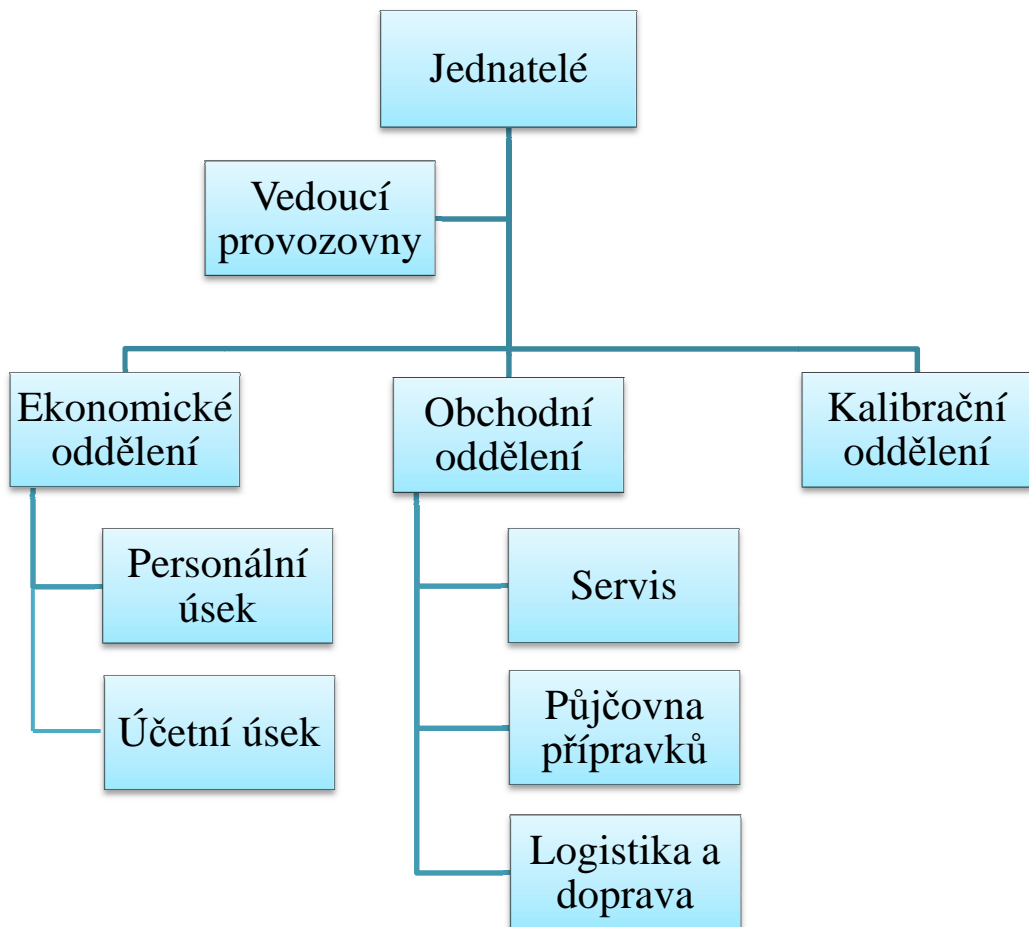 Jednatelé
Vedoucí
provozovny
Ekonomické
oddělení
Obchodní
oddělení
Kalibrační
oddělení
Personální
úsek
Účetní úsek
Servis
Půjčovna
přípravků
Logistika a
doprava